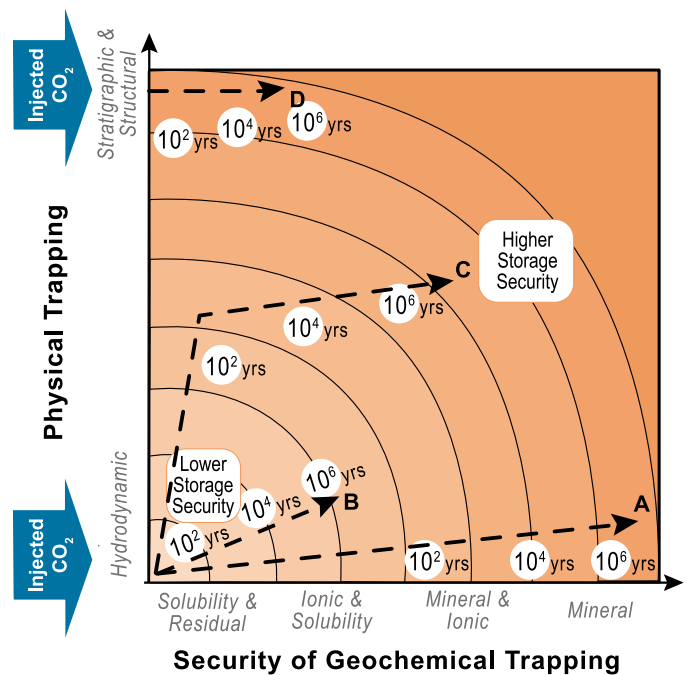 Injected
CO2
Stratigraphic &
Structural
D
10² yrs
10⁴ yrs
10⁶ yrs
Higher
Storage
Security
C
10⁶ yrs
10⁴ yrs
10² yrs
Physical Trapping
Lower
Storage
Security
10⁶ yrs
10⁴ yrs
10² yrs
B
A
10² yrs
10⁴ yrs
10⁶ yrs
Hydrodynamic
Injected
CO2
Solubility &
Residual
Ionic &
Solubility
Mineral &
Ionic
Mineral
Security of Geochemical Trapping